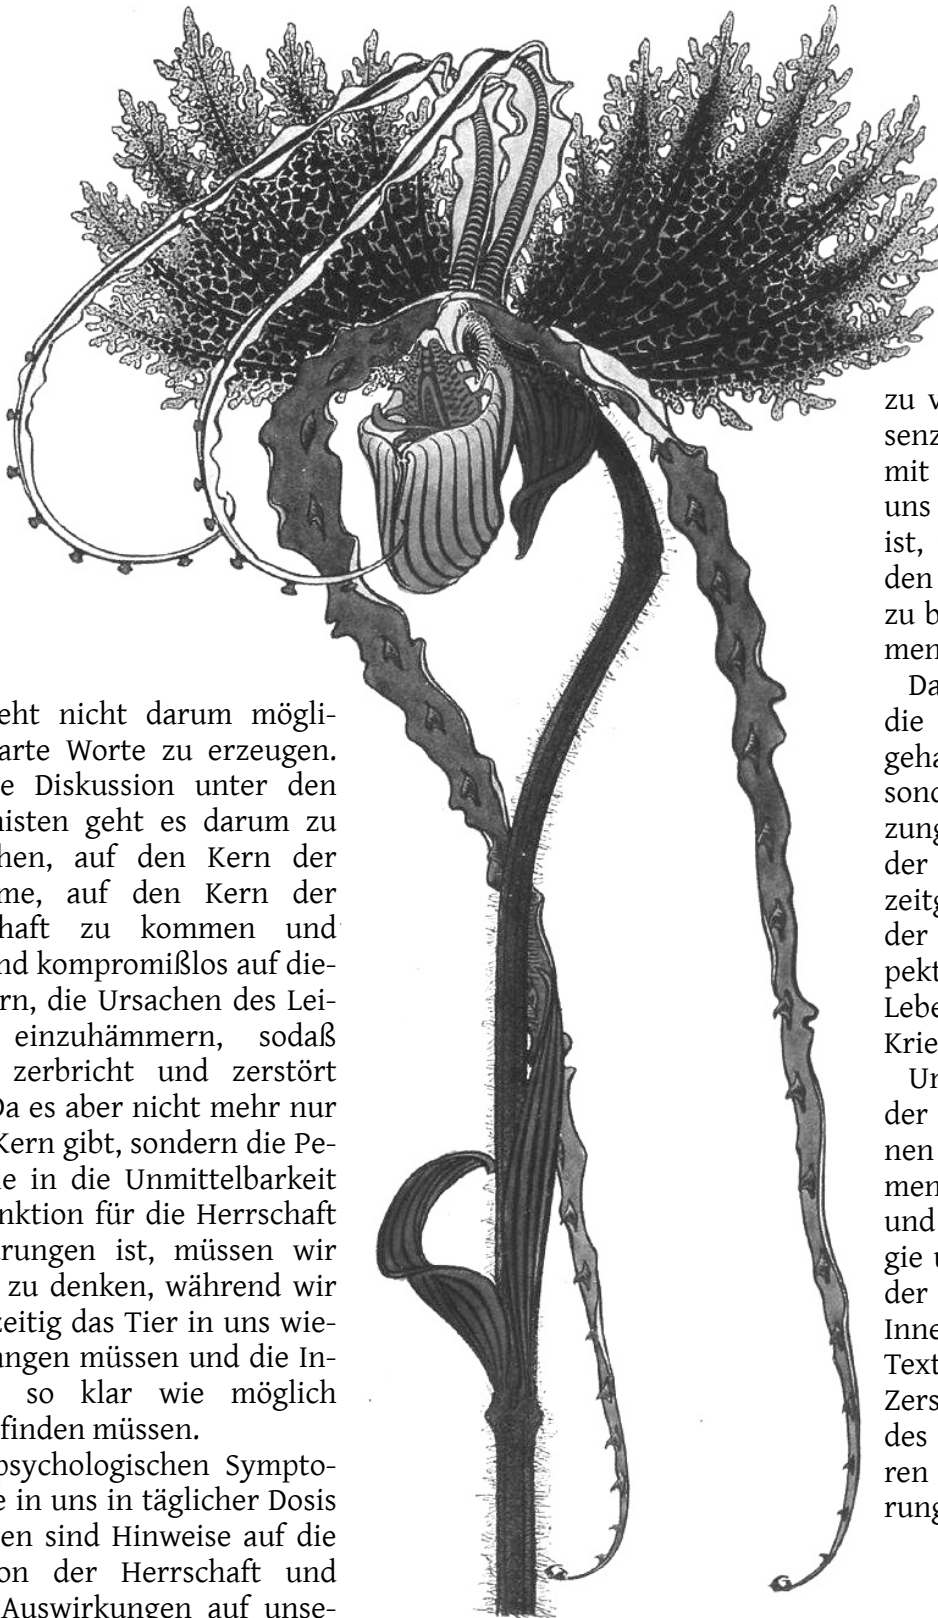 eht nicht darum mögli-
arte Worte zu erzeugen.
e Diskussion unter den
nisten geht es darum zu
hen, auf den Kern der
me, auf den Kern der
haft zu kommen und
nd kompromißlos auf die-
rn, die Ursachen des Lei-
einzuhämmern, sodaß
zerbricht und zerstört
Da es aber nicht mehr nur
Kern gibt, sondern die Pe-
e in die Unmittelbarkeit
nktion für die Herrschaft
rungen ist, müssen wir
zu denken, während wir
zeitig das Tier in uns wie-
angen müssen und die In-
so klar wie möglich
finden müssen.
psychologischen Sympto-
e in uns in täglicher Dosis
en sind Hinweise auf die
on der Herrschaft und
Auswirkungen auf unse-
zu v
senz
mit
uns
ist,
den
zu b
men
Da
die
geha
sond
zung
der
zeitg
der
pekt
Lebe
Krie
Un
der
nen
men
und
gie u
der
Inne
Text
Zers
des
ren
rung